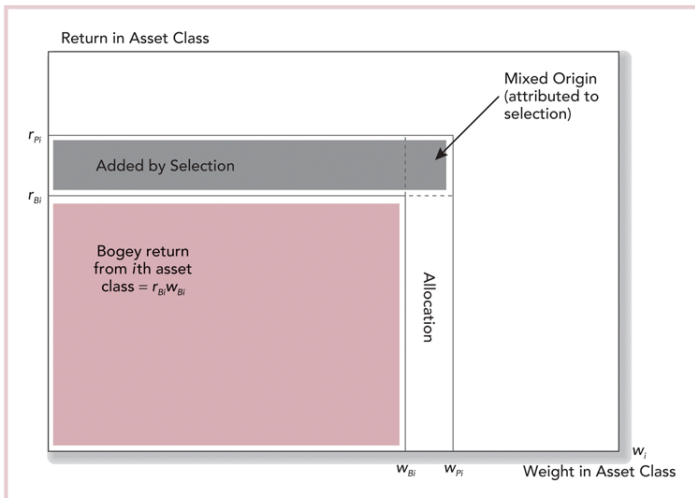 Return in Asset Class
Mixed Origin
(attributed to
selection)
r_Pi
Added by Selection
r_Bi
Bogey return
from ith asset
class = r_Bi w_Bi
Allocation
w_i
w_Bi w_Pi
Weight in Asset Class